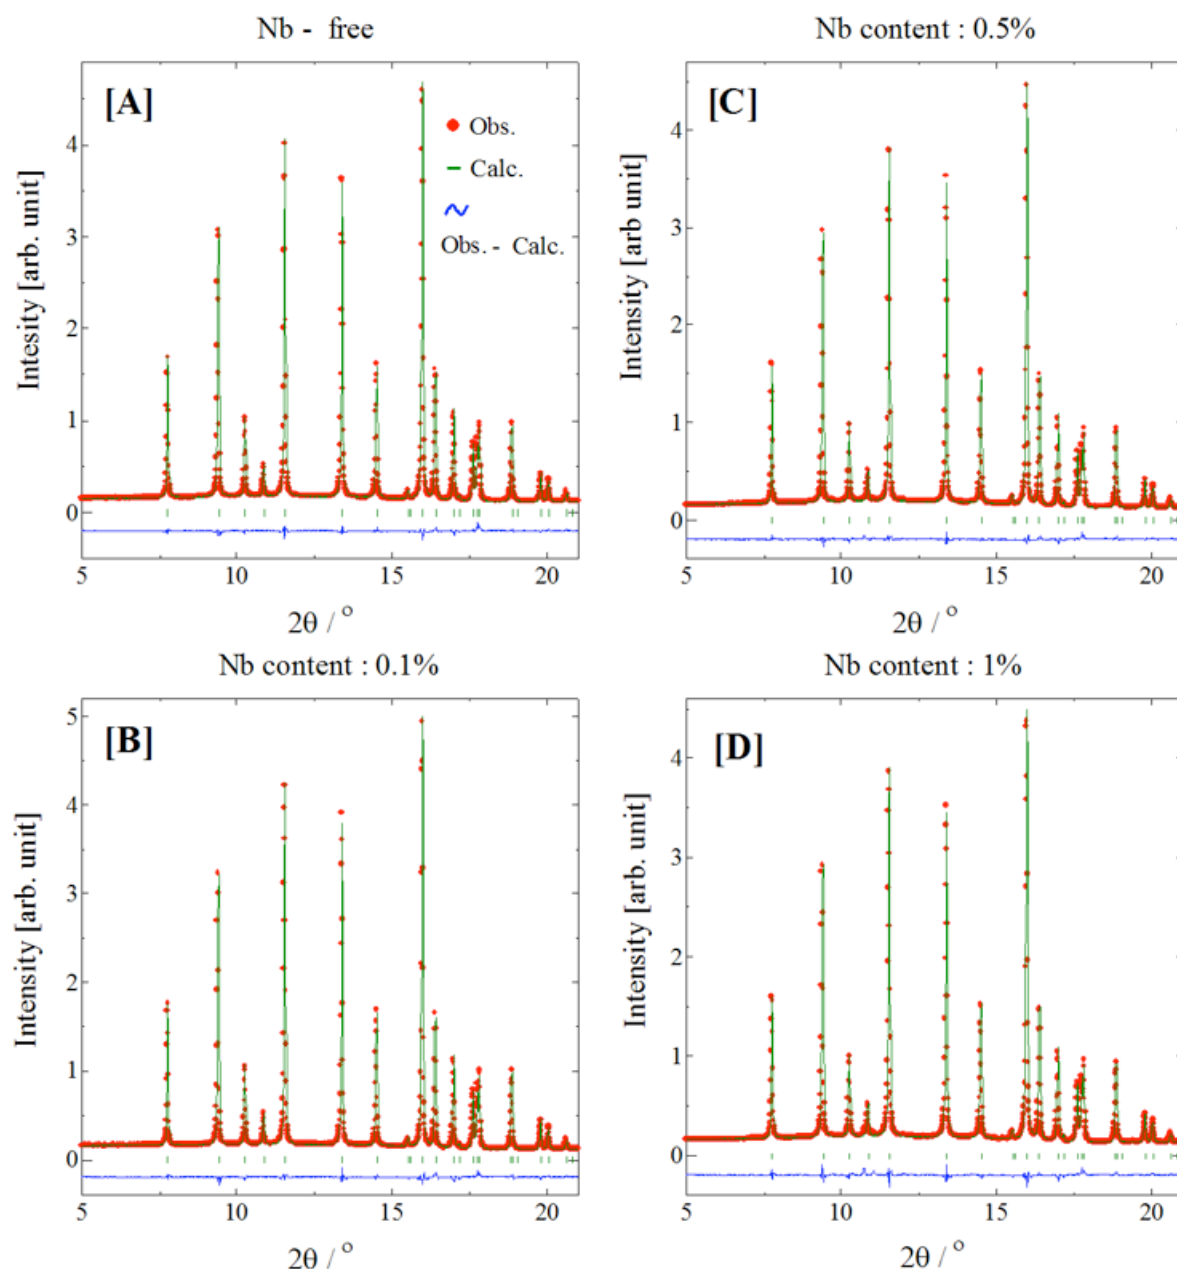 Nb - free
[A]
Obs.
Calc.
Obs. - Calc.
Intesity [arb. unit]
4
3
2
1
0
5 10 15 20
2θ / °
Nb content : 0.5%
[C]
Intensity [arb unit]
4
3
2
1
0
5 10 15 20
2θ / °
Nb content : 0.1%
[B]
Intensity [arb. unit]
5
4
3
2
1
0
5 10 15 20
2θ / °
Nb content : 1%
[D]
Intensity [arb. unit]
4
3
2
1
0
5 10 15 20
2θ / °